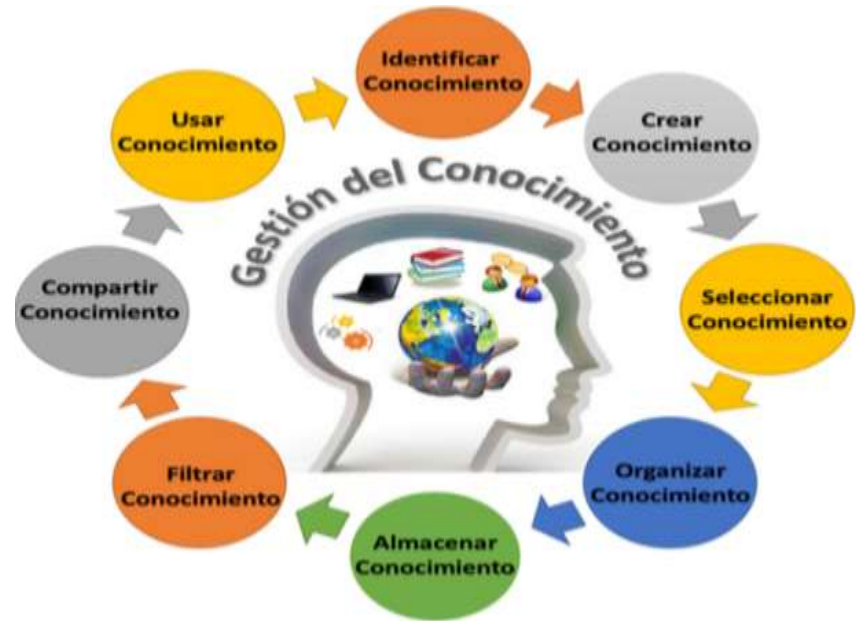 Identificar
Conocimiento
Crear
Conocimiento
Seleccionar
Conocimiento
Organizar
Conocimiento
Almacenar
Conocimiento
Filtrar
Conocimiento
Compartir
Conocimiento
Usar
Conocimiento
Gestión del Conocimiento